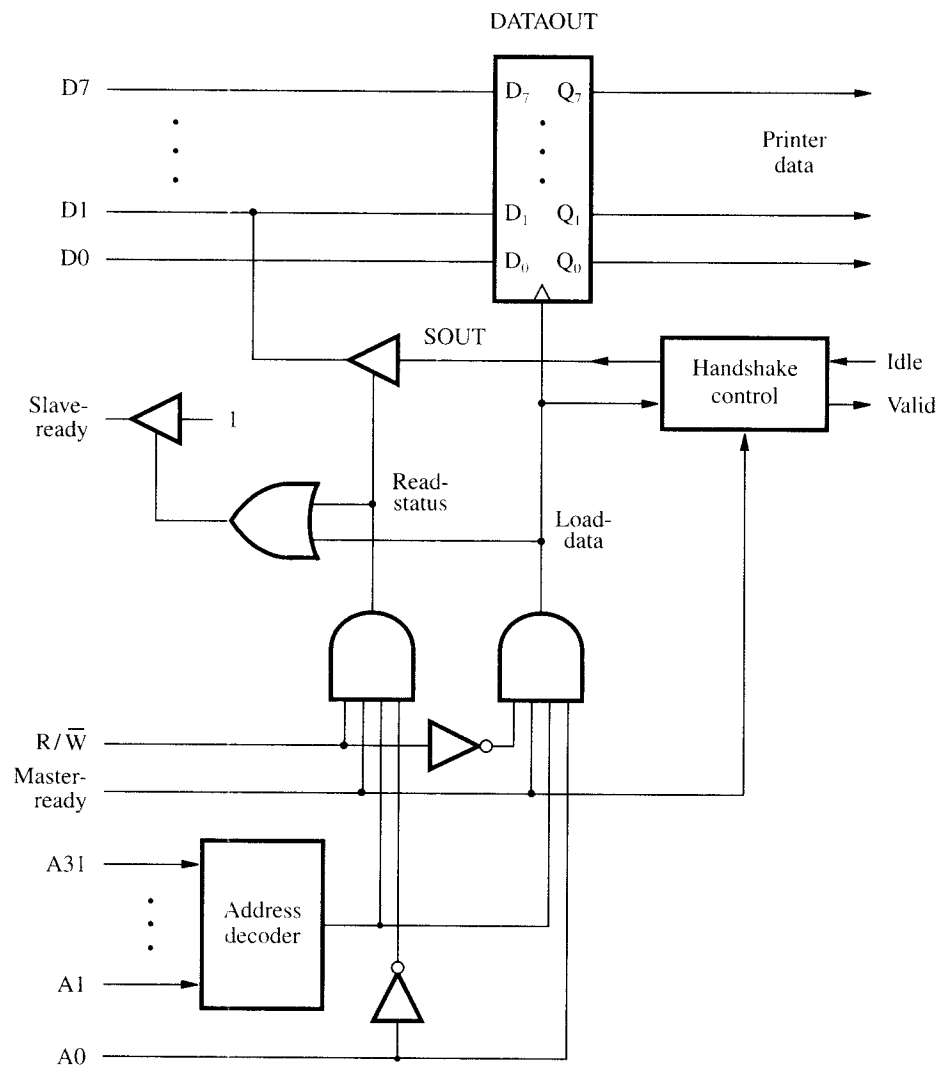 DATAOUT
D7
D₇ Q₇
Printer
data
D1
D₁ Q₁
D0
D₀ Q₀
SOUT
Handshake
control
Idle
Valid
Slave-
ready
1
Read-
status
Load-
data
R/W̅
Master-
ready
A31
Address
decoder
A1
A0